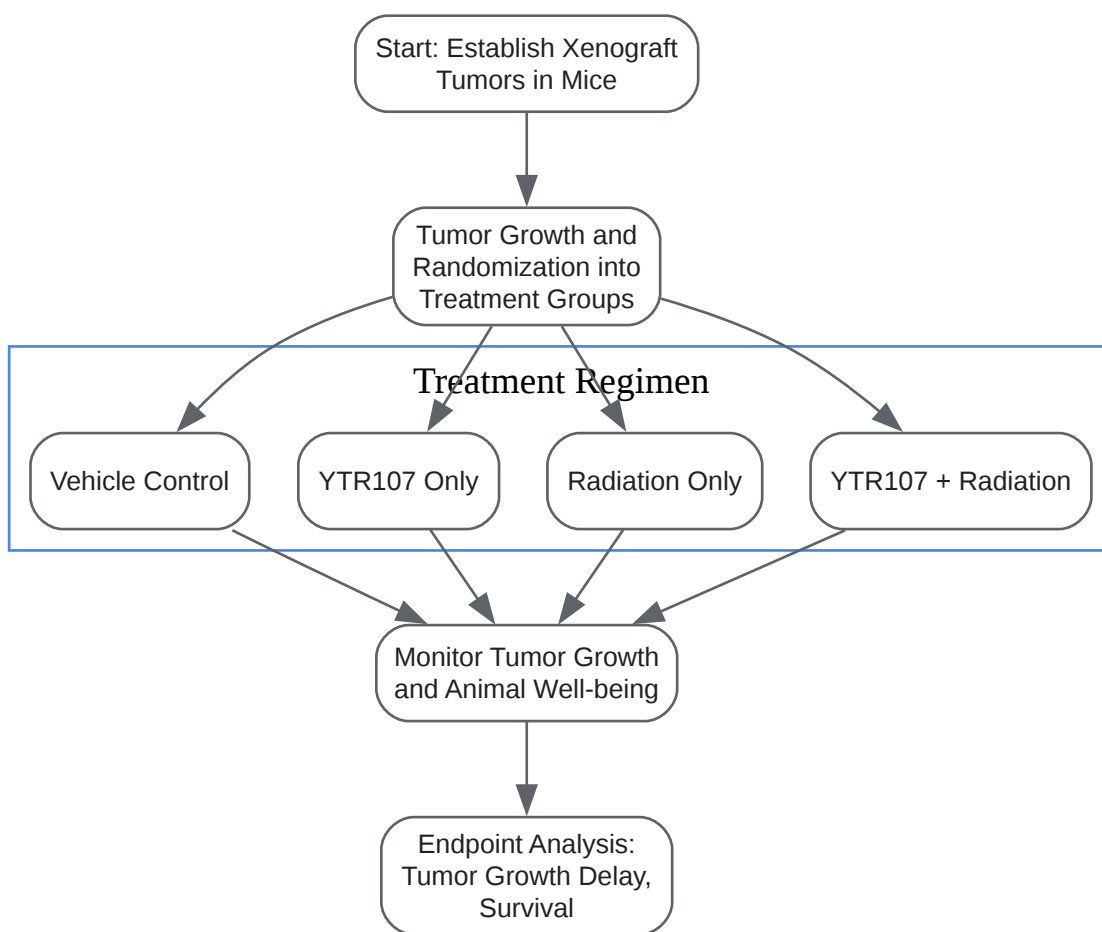 Start: Establish Xenograft
Tumors in Mice
Tumor Growth and
Randomization into
Treatment Groups
Treatment Regimen
Vehicle Control
YTR107 Only
Radiation Only
YTR107 + Radiation
Monitor Tumor Growth
and Animal Well-being
Endpoint Analysis:
Tumor Growth Delay,
Survival